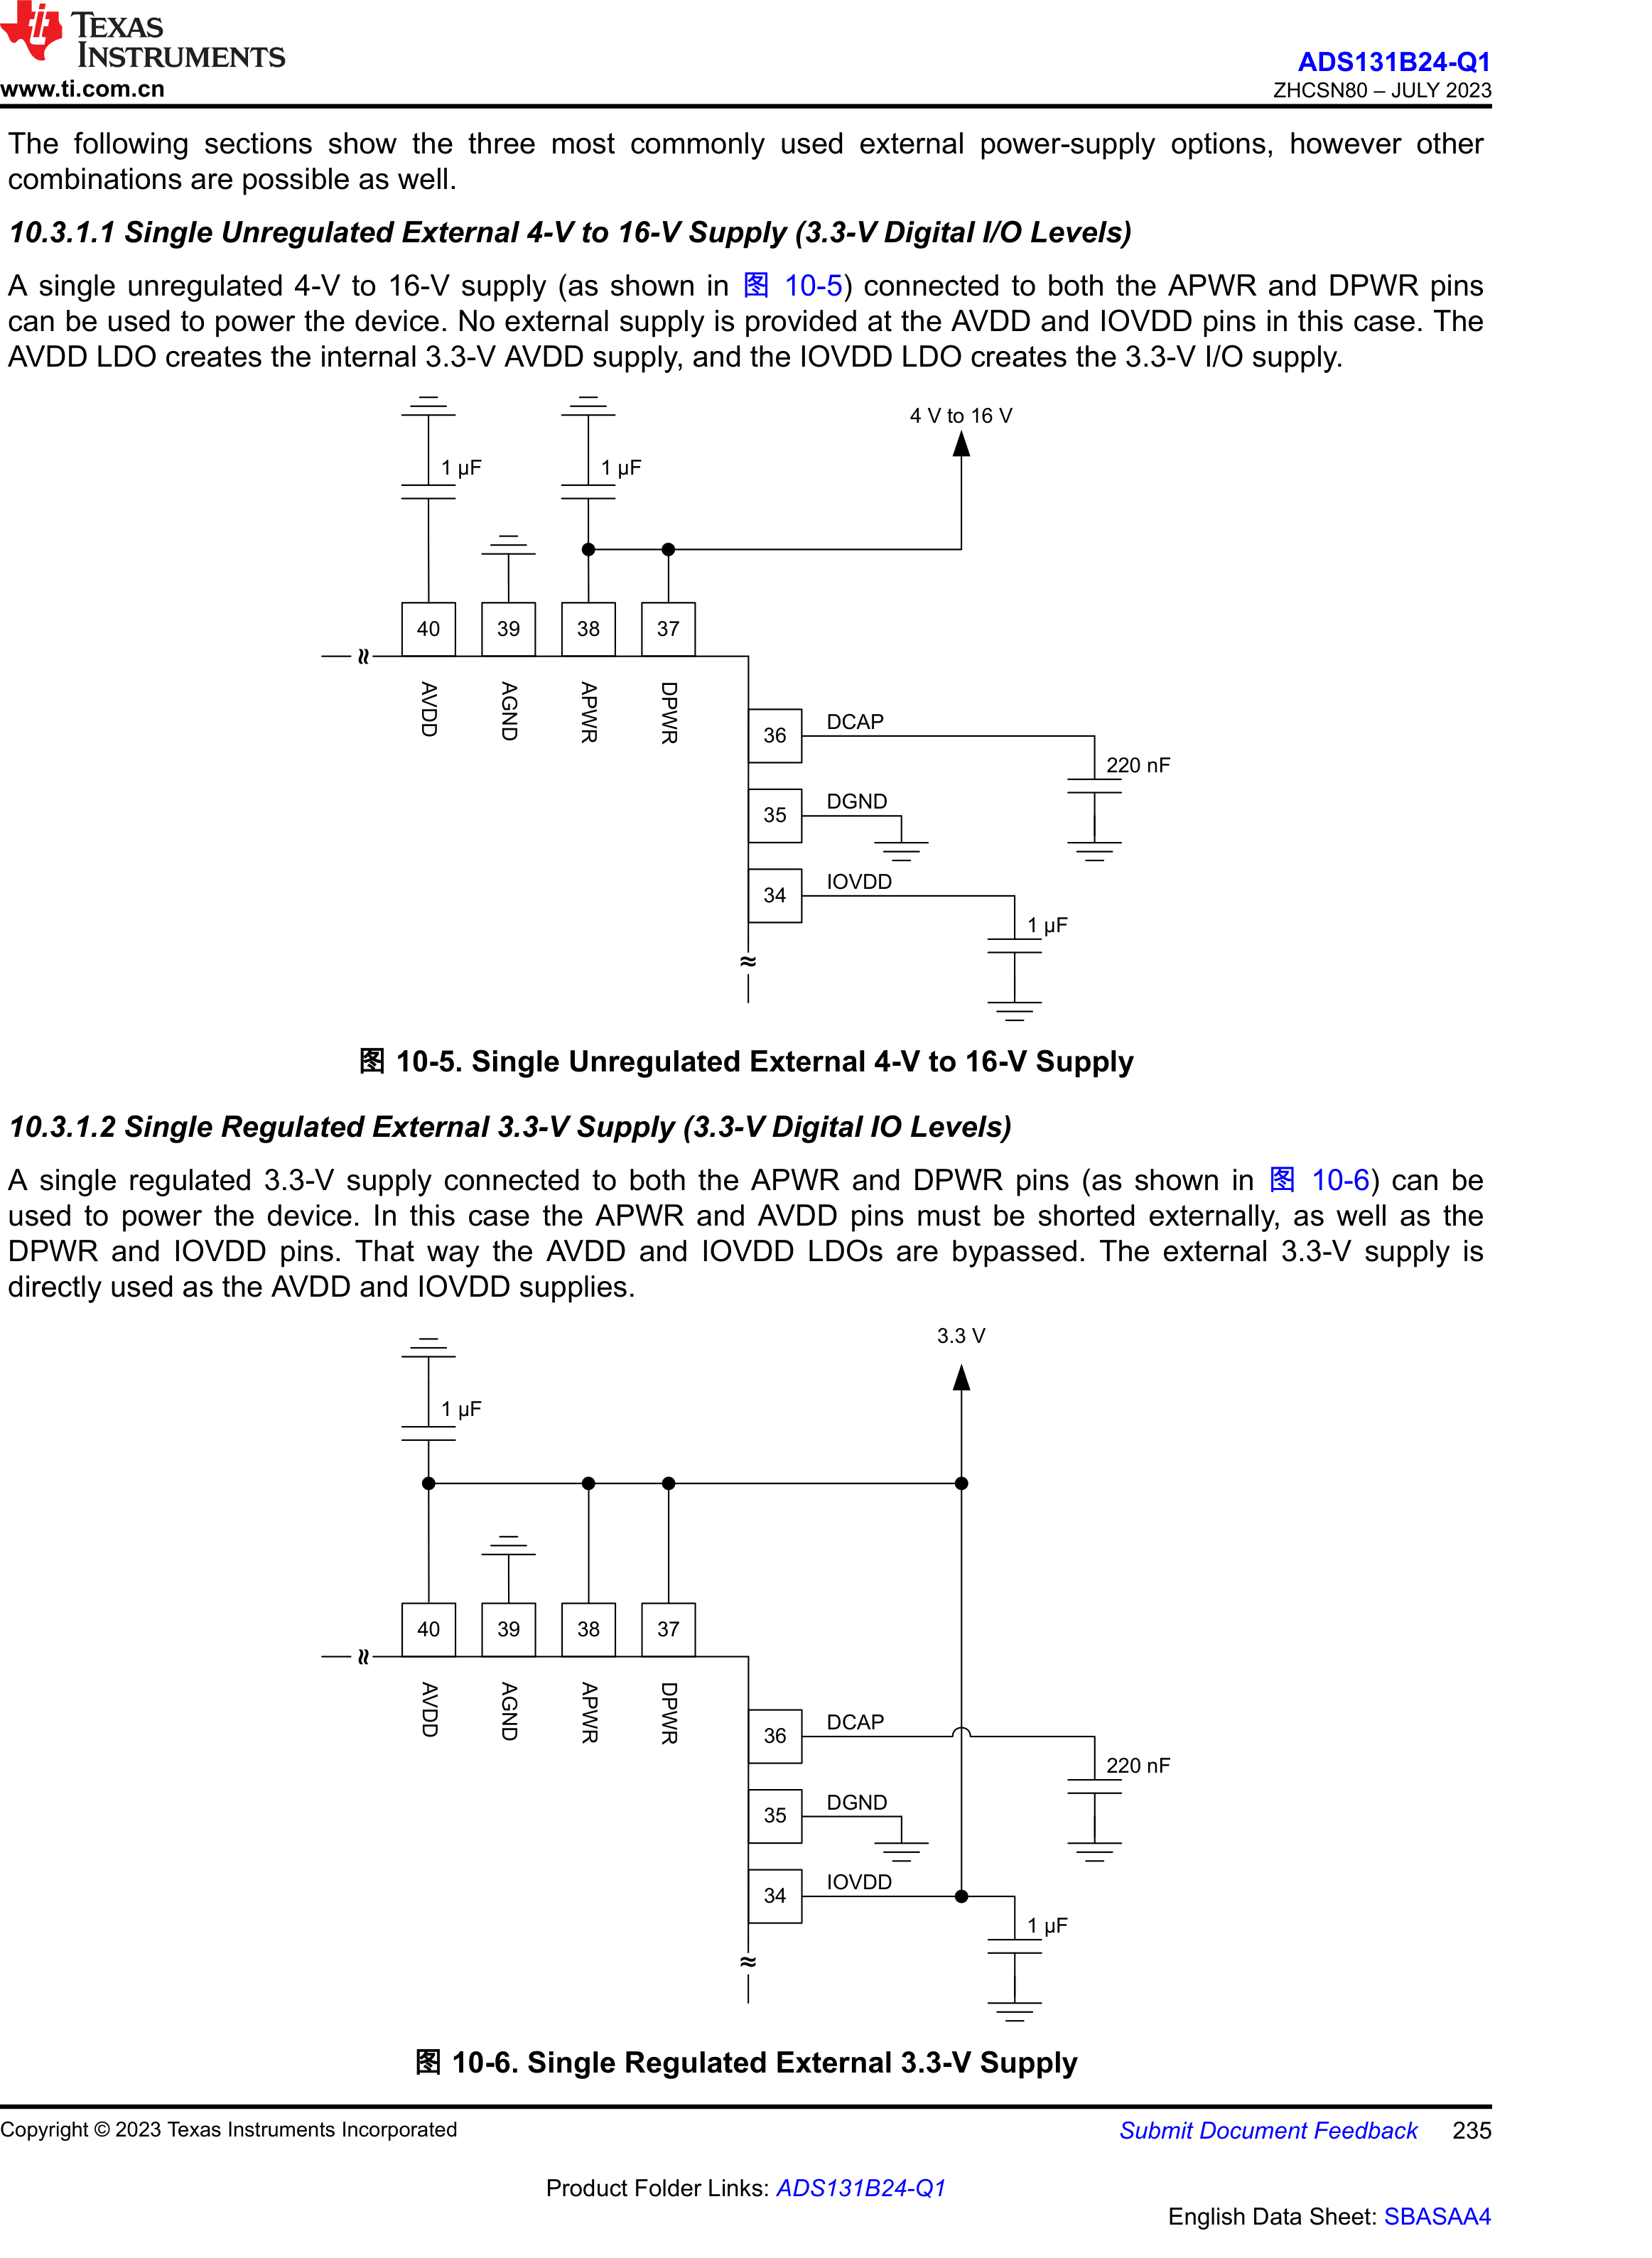 TEXAS
INSTRUMENTS
www.ti.com.cn
ADS131B24-Q1
ZHCSN80 – JULY 2023
The following sections show the three most commonly used external power-supply options, however other
combinations are possible as well.
10.3.1.1 Single Unregulated External 4-V to 16-V Supply (3.3-V Digital I/O Levels)
A single unregulated 4-V to 16-V supply (as shown in 图 10-5) connected to both the APWR and DPWR pins
can be used to power the device. No external supply is provided at the AVDD and IOVDD pins in this case. The
AVDD LDO creates the internal 3.3-V AVDD supply, and the IOVDD LDO creates the 3.3-V I/O supply.
4 V to 16 V
1 µF 1 µF
40 39 38 37
AVDD AGND APWR DPWR
36 DCAP
220 nF
35 DGND
34 IOVDD
1 µF
图 10-5. Single Unregulated External 4-V to 16-V Supply
10.3.1.2 Single Regulated External 3.3-V Supply (3.3-V Digital IO Levels)
A single regulated 3.3-V supply connected to both the APWR and DPWR pins (as shown in 图 10-6) can be
used to power the device. In this case the APWR and AVDD pins must be shorted externally, as well as the
DPWR and IOVDD pins. That way the AVDD and IOVDD LDOs are bypassed. The external 3.3-V supply is
directly used as the AVDD and IOVDD supplies.
3.3 V
1 µF
40 39 38 37
AVDD AGND APWR DPWR
36 DCAP
220 nF
35 DGND
34 IOVDD
1 µF
图 10-6. Single Regulated External 3.3-V Supply
Copyright © 2023 Texas Instruments Incorporated
Submit Document Feedback 235
Product Folder Links: ADS131B24-Q1
English Data Sheet: SBASAA4